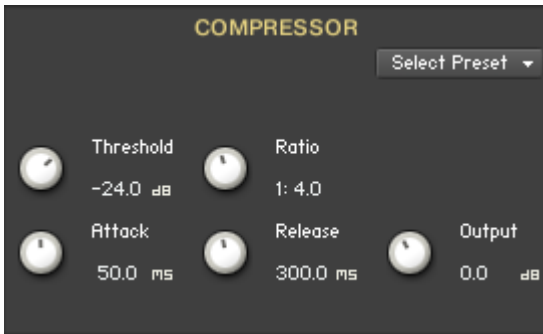 COMPRESSOR
Select Preset
Threshold Ratio
-24.0 dB 1: 4.0
Attack Release Output
50.0 ms 300.0 ms 0.0 dB